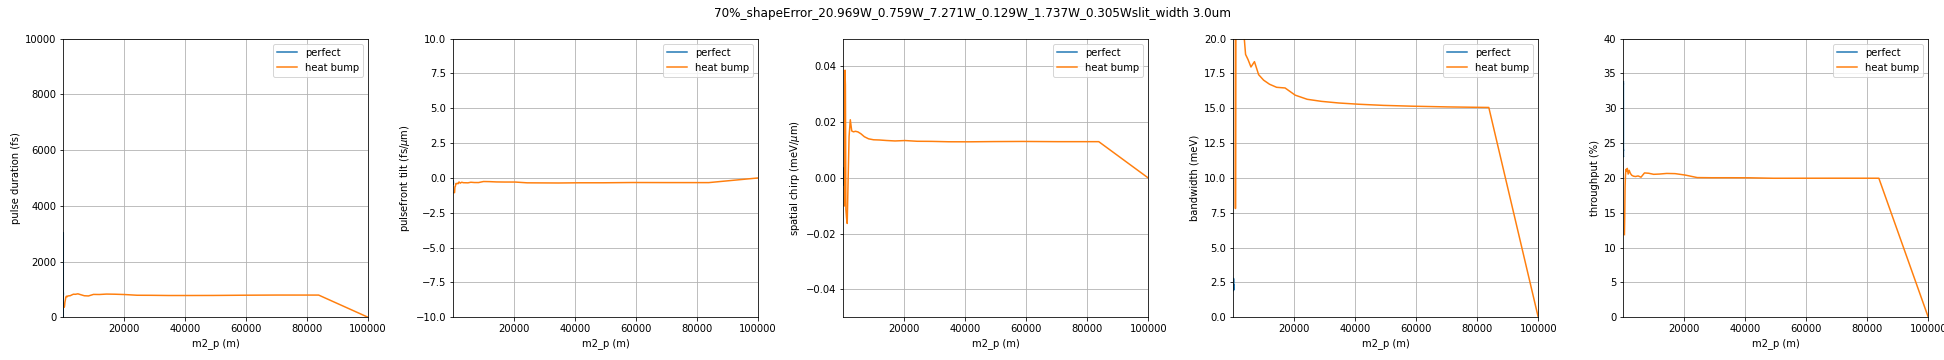 70%_shapeError_20.969W_0.759W_7.271W_0.129W_1.737W_0.305Wslit_width 3.0um
10000
8000
6000
4000
2000
0
pulse duration (fs)
perfect
heat bump
20000 40000 60000 80000 100000
m2_p (m)
10.0
7.5
5.0
2.5
0.0
−2.5
−5.0
−7.5
−10.0
pulsefront tilt (fs/μm)
perfect
heat bump
20000 40000 60000 80000 100000
m2_p (m)
0.04
0.02
0.00
−0.02
−0.04
spatial chirp (meV/μm)
perfect
heat bump
20000 40000 60000 80000 100000
m2_p (m)
20.0
17.5
15.0
12.5
10.0
7.5
5.0
2.5
0.0
bandwidth (meV)
perfect
heat bump
20000 40000 60000 80000 100000
m2_p (m)
40
35
30
25
20
15
10
5
0
throughput (%)
perfect
heat bump
20000 40000 60000 80000 100000
m2_p (m)